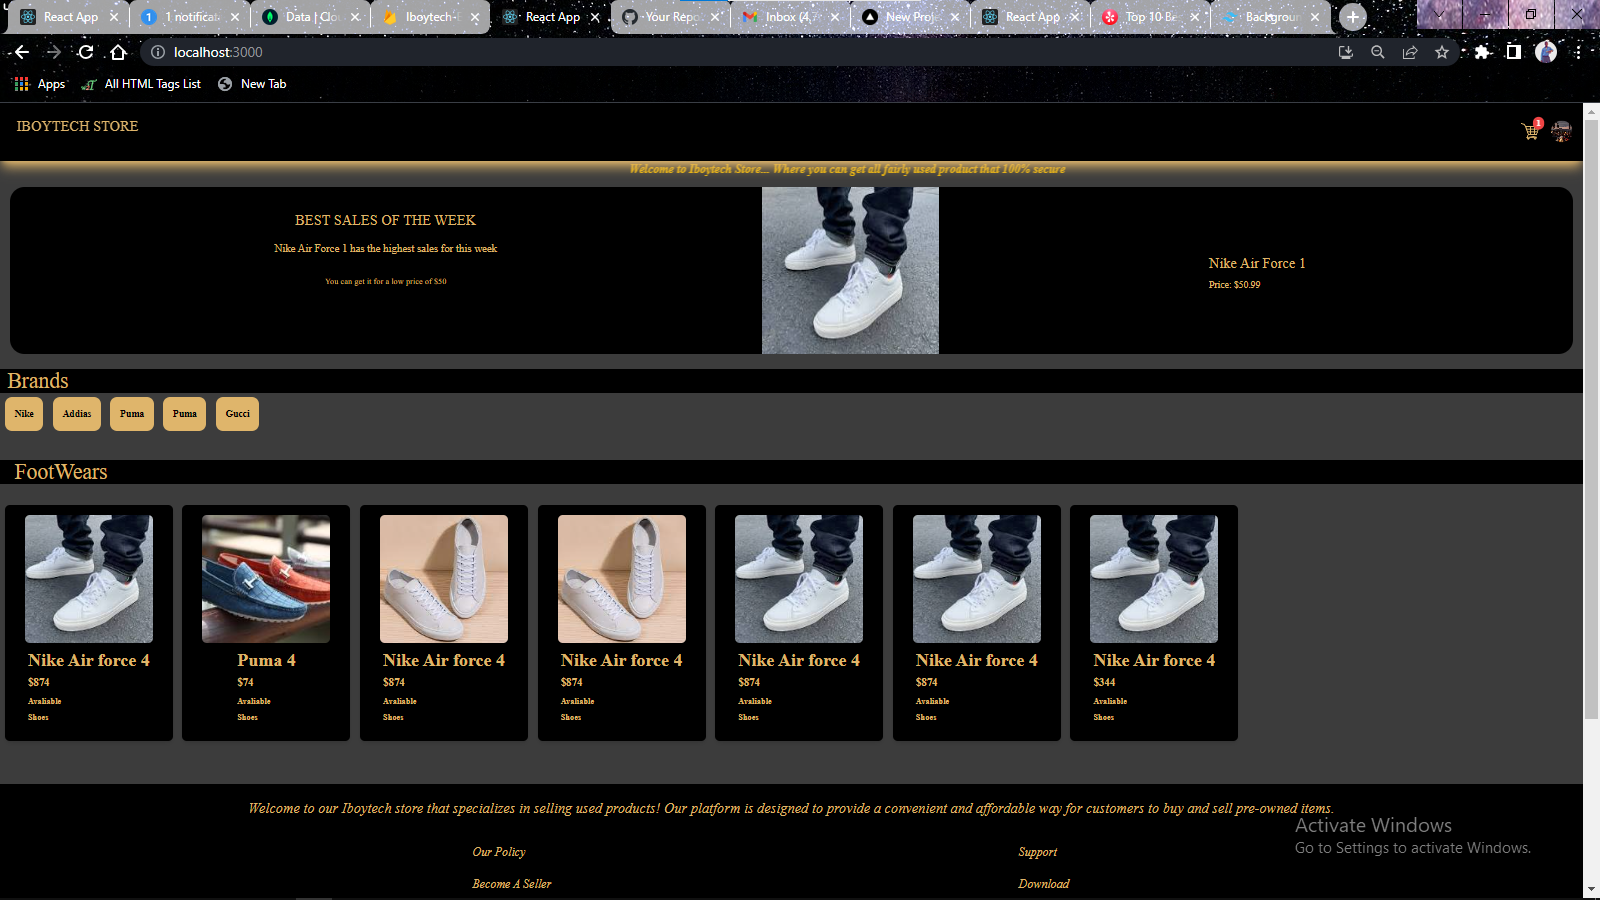 React App
1 notificat
Data | Clo
Iboytech-E
React App
Your Repo
Inbox (4,7
New Proj
React App
Top 10 Be
Backgroun
localhost:3000
Apps
All HTML Tags List
New Tab
IBOYTECH STORE
1
Welcome to Iboytech Store... Where you can get all fairly used product that 100% secure
BEST SALES OF THE WEEK
Nike Air Force 1 has the highest sales for this week
You can get it for a low price of $50
Nike Air Force 1
Price: $50.99
Brands
Nike Addias Puma Puma Gucci
FootWears
Nike Air force 4
$874
Avaliable
Shoes
Puma 4
$74
Avaliable
Shoes
Nike Air force 4
$874
Avaliable
Shoes
Nike Air force 4
$874
Avaliable
Shoes
Nike Air force 4
$874
Avaliable
Shoes
Nike Air force 4
$874
Avaliable
Shoes
Nike Air force 4
$344
Avaliable
Shoes
Welcome to our Iboytech store that specializes in selling used products! Our platform is designed to provide a convenient and affordable way for customers to buy and sell pre-owned items.
Our Policy
Become A Seller
Support
Download
Activate Windows
Go to Settings to activate Windows.